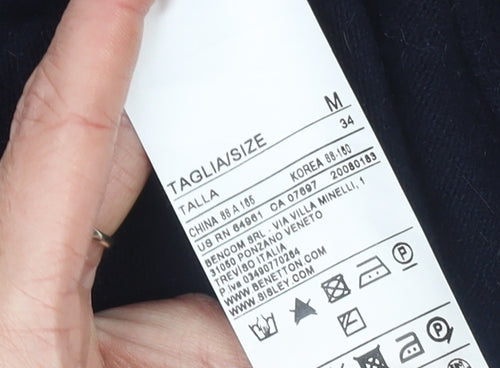 TAGLIA/SIZE M
TALLA 34
CHINA 88 A 165 KOREA 88-160
US RN 64961 CA 07697 20080183
BENCOM SRL . VIA VILLA MINELLI, 1
31050 PONZANO VENETO
TREVISO ITALIA
P.Iva 03490770264
WWW.BENETTON.COM
WWW.SISLEY.COM
P
P